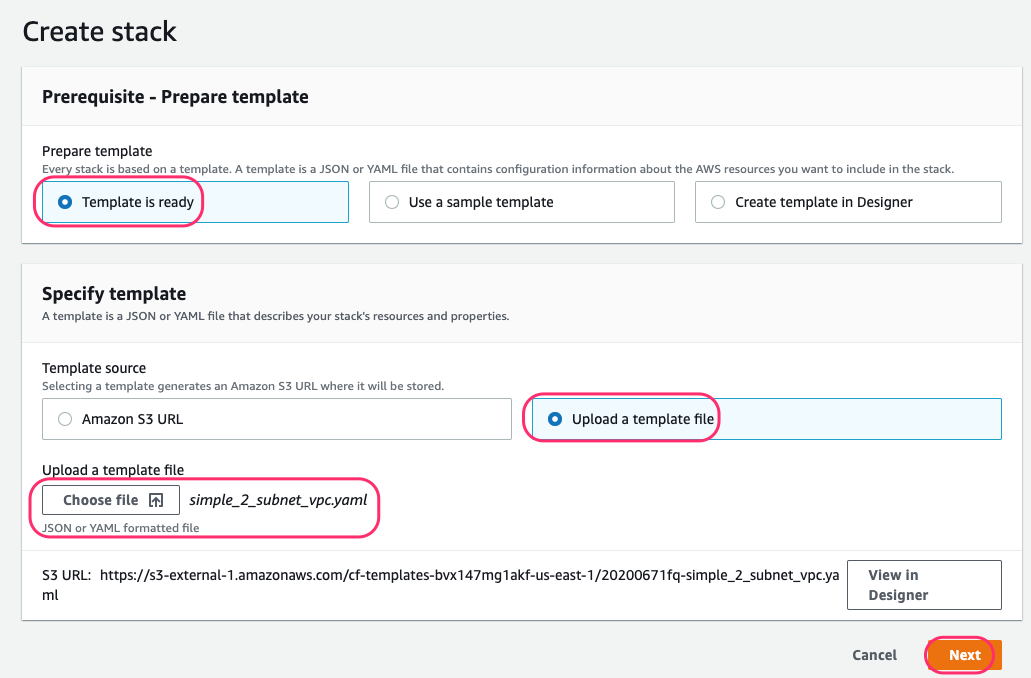 Create stack
Prerequisite - Prepare template
Prepare template
Every stack is based on a template. A template is a JSON or YAML file that contains configuration information about the AWS resources you want to include in the stack.
Template is ready
Use a sample template
Create template in Designer
Specify template
A template is a JSON or YAML file that describes your stack's resources and properties.
Template source
Selecting a template generates an Amazon S3 URL where it will be stored.
Amazon S3 URL
Upload a template file
Upload a template file
Choose file
simple_2_subnet_vpc.yaml
JSON or YAML formatted file
S3 URL: https://s3-external-1.amazonaws.com/cf-templates-bvx147mg1akf-us-east-1/20200671fq-simple_2_subnet_vpc.ya
ml
View in
Designer
Cancel
Next